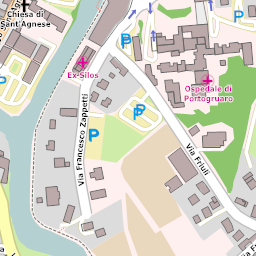 Chiesa di
Sant'Agnese
P
Ex-Silos
Ospedale di
Portogruaro
P
P
Via Francesco Zappetti
Via Friuli